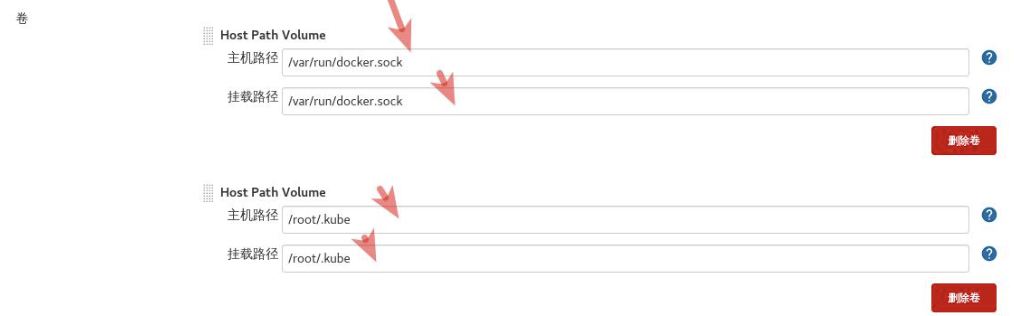 卷
Host Path Volume
主机路径 /var/run/docker.sock ?
挂载路径 /var/run/docker.sock ?
删除卷
Host Path Volume
主机路径 /root/.kube ?
挂载路径 /root/.kube ?
删除卷